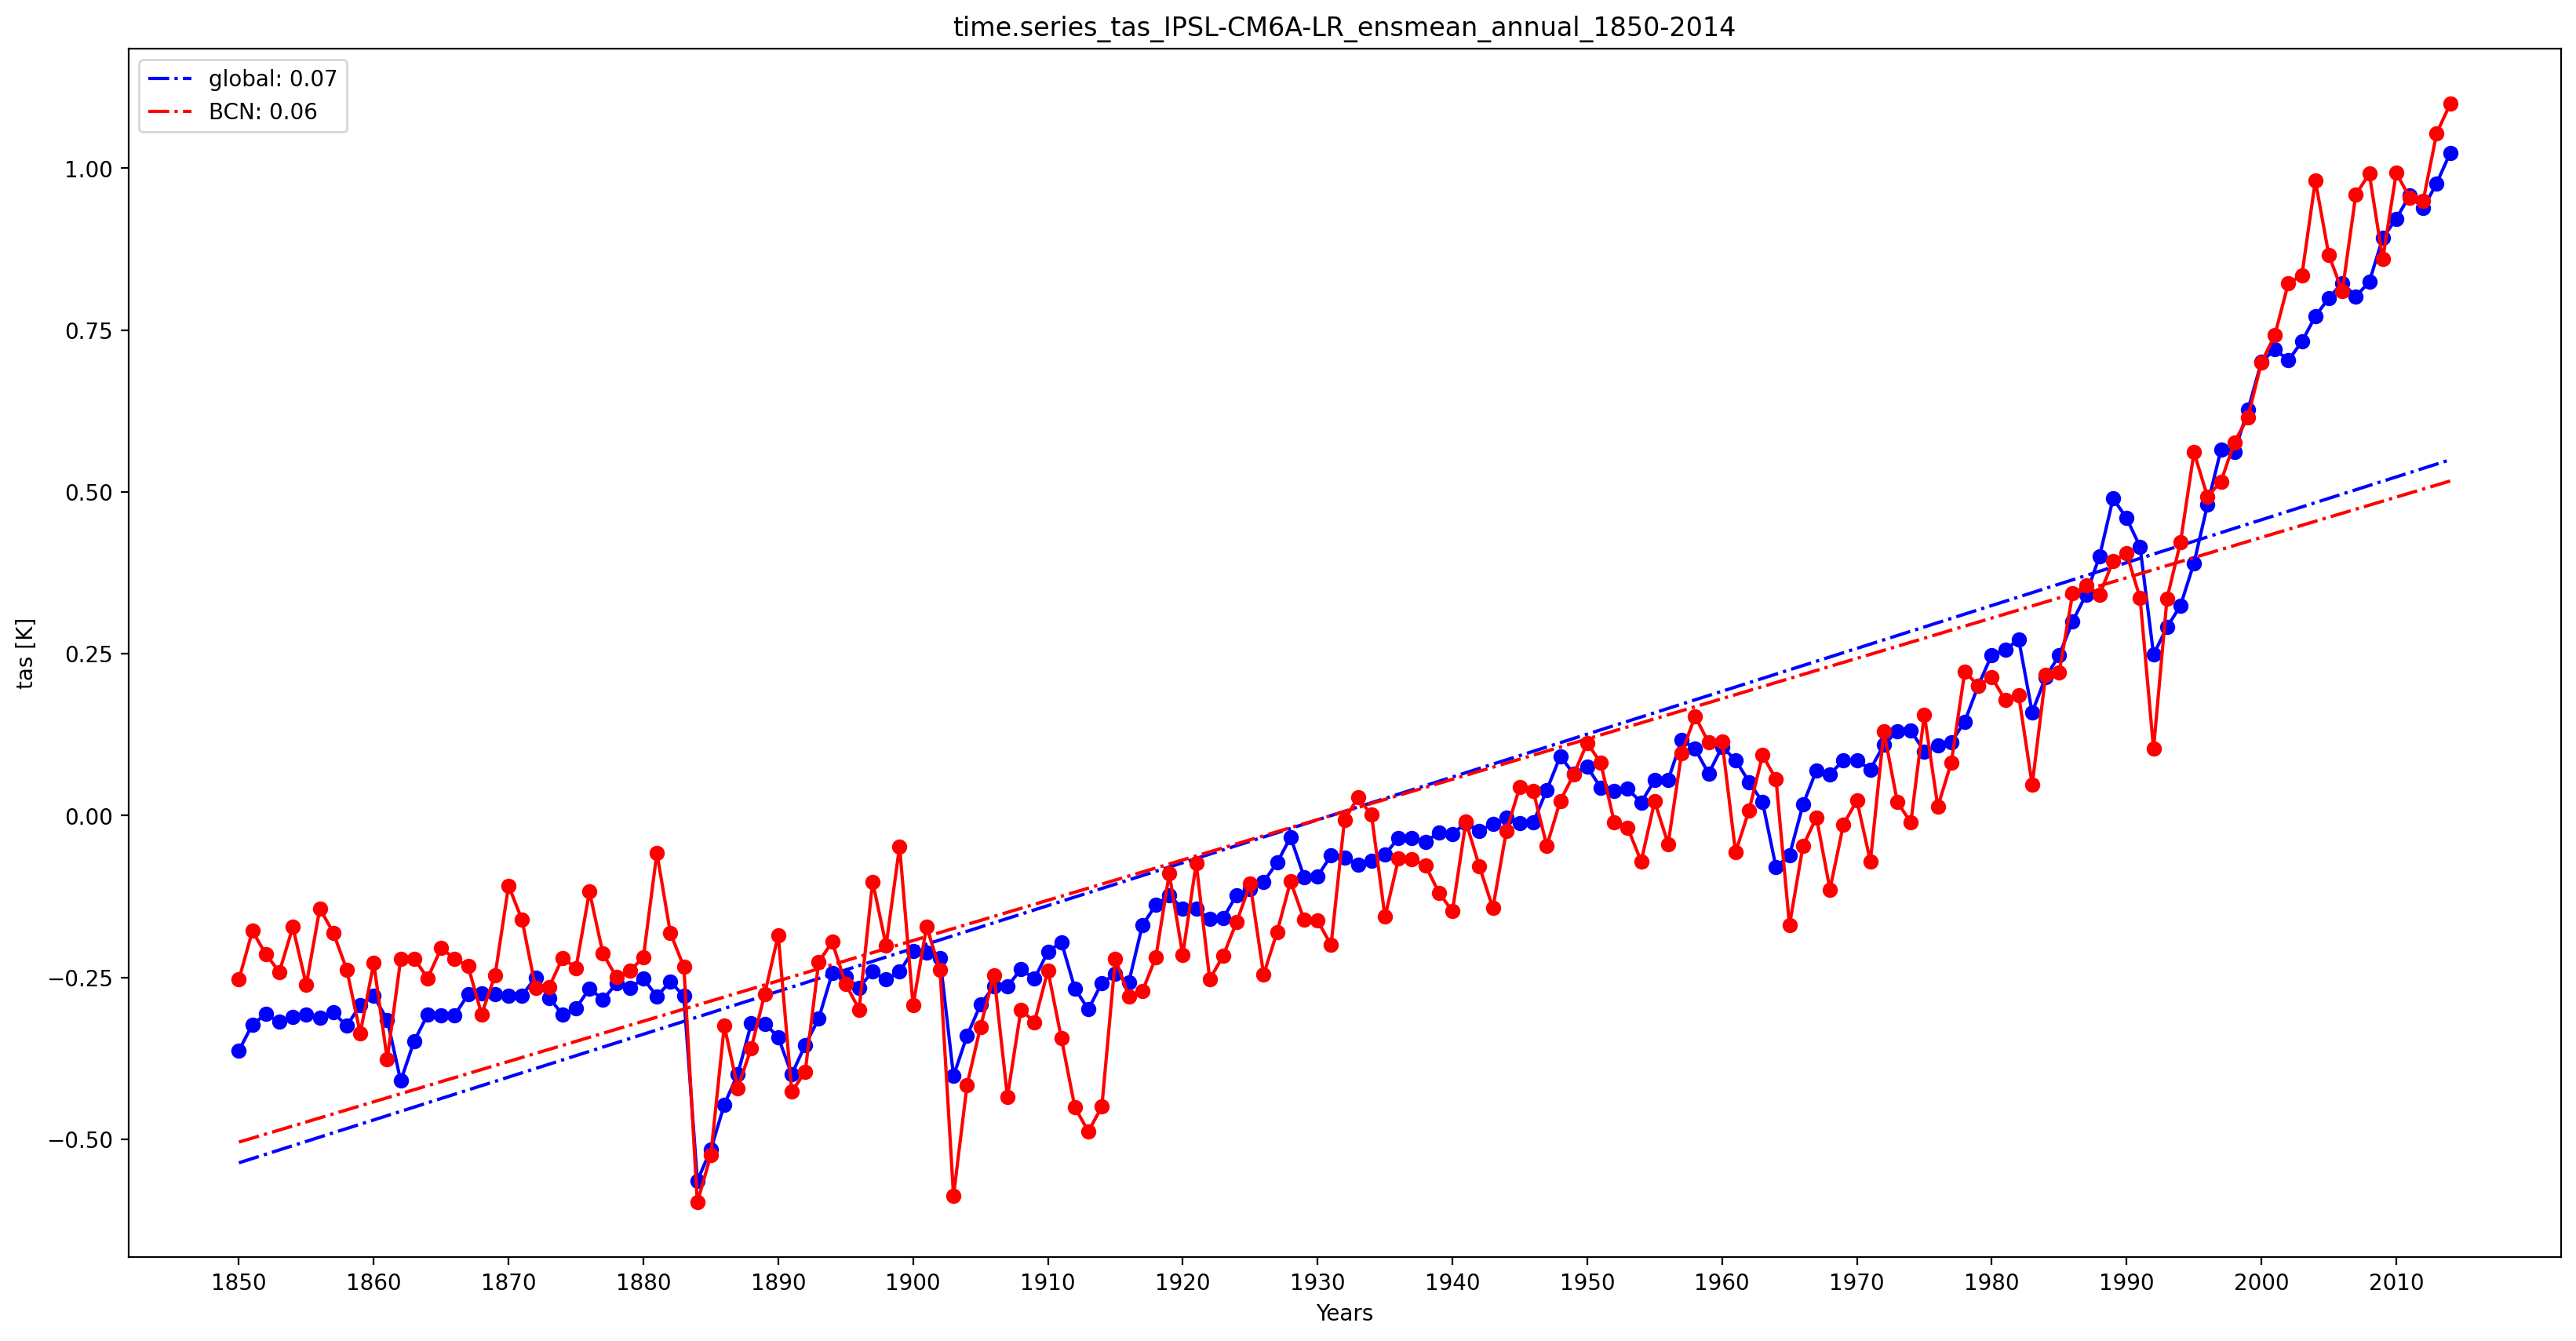 time.series_tas_IPSL-CM6A-LR_ensmean_annual_1850-2014
global: 0.07
BCN: 0.06
tas [K]
1.00
0.75
0.50
0.25
0.00
−0.25
−0.50
1850 1860 1870 1880 1890 1900 1910 1920 1930 1940 1950 1960 1970 1980 1990 2000 2010
Years